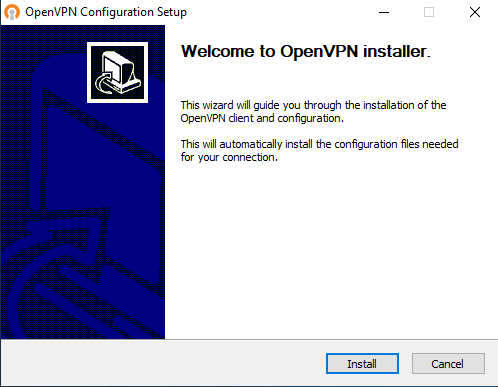 OpenVPN Configuration Setup
Welcome to OpenVPN installer.
This wizard will guide you through the installation of the
OpenVPN client and configuration.
This will automatically install the configuration files needed
for your connection.
Install
Cancel